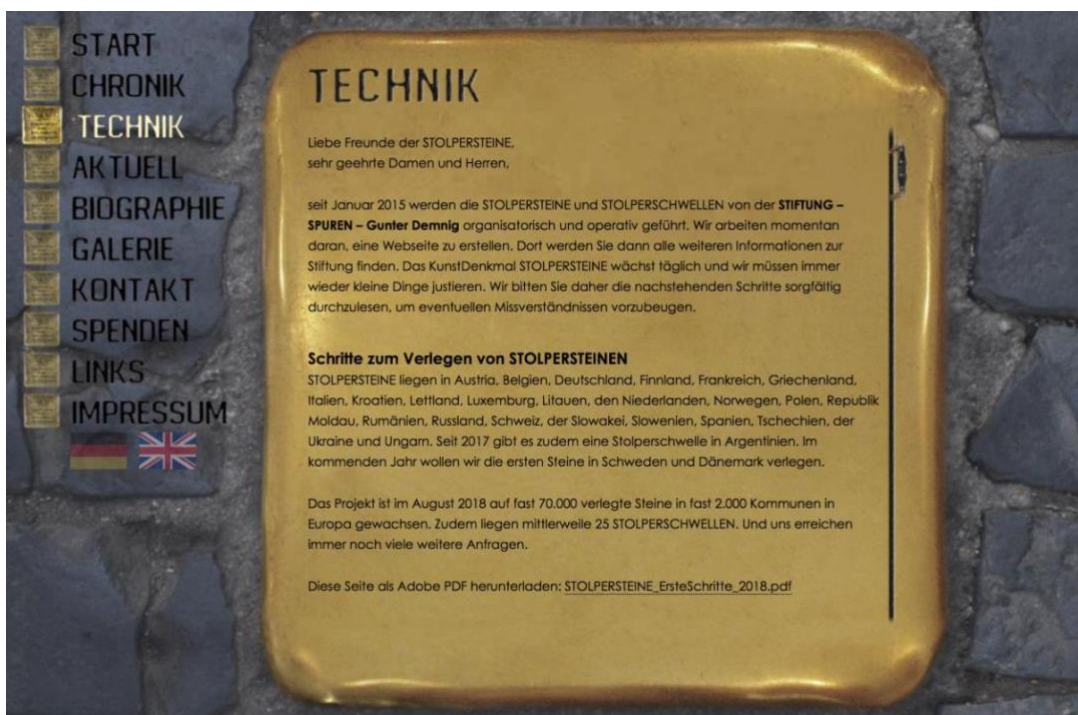 START
CHRONIK
TECHNIK
AKTUELL
BIOGRAPHIE
GALERIE
KONTAKT
SPENDEN
LINKS
IMPRESSUM
TECHNIK
Liebe Freunde der STOLPERSTEINE,
sehr geehrte Damen und Herren,
seit Januar 2015 werden die STOLPERSTEINE und STOLPERSCHWELLEN von der STIFTUNG –
SPUREN – Gunter Demnig organisatorisch und operativ geführt. Wir arbeiten momentan
daran, eine Webseite zu erstellen. Dort werden Sie dann alle weiteren Informationen zur
Stiftung finden. Das KunstDenkmal STOLPERSTEINE wächst täglich und wir müssen immer
wieder kleine Dinge justieren. Wir bitten Sie daher die nachstehenden Schritte sorgfältig
durchzulesen, um eventuellen Missverständnissen vorzubeugen.
Schritte zum Verlegen von STOLPERSTEINEN
STOLPERSTEINE liegen in Austria, Belgien, Deutschland, Finnland, Frankreich, Griechenland,
Italien, Kroatien, Lettland, Luxemburg, Litauen, den Niederlanden, Norwegen, Polen, Republik
Moldau, Rumänien, Russland, Schweiz, der Slowakei, Slowenien, Spanien, Tschechien, der
Ukraine und Ungarn. Seit 2017 gibt es zudem eine Stolperschwelle in Argentinien. Im
kommenden Jahr wollen wir die ersten Steine in Schweden und Dänemark verlegen.
Das Projekt ist im August 2018 auf fast 70.000 verlegte Steine in fast 2.000 Kommunen in
Europa gewachsen. Zudem liegen mittlerweile 25 STOLPERSCHWELLEN. Und uns erreichen
immer noch viele weitere Anfragen.
Diese Seite als Adobe PDF herunterladen: STOLPERSTEINE_ErsteSchritte_2018.pdf